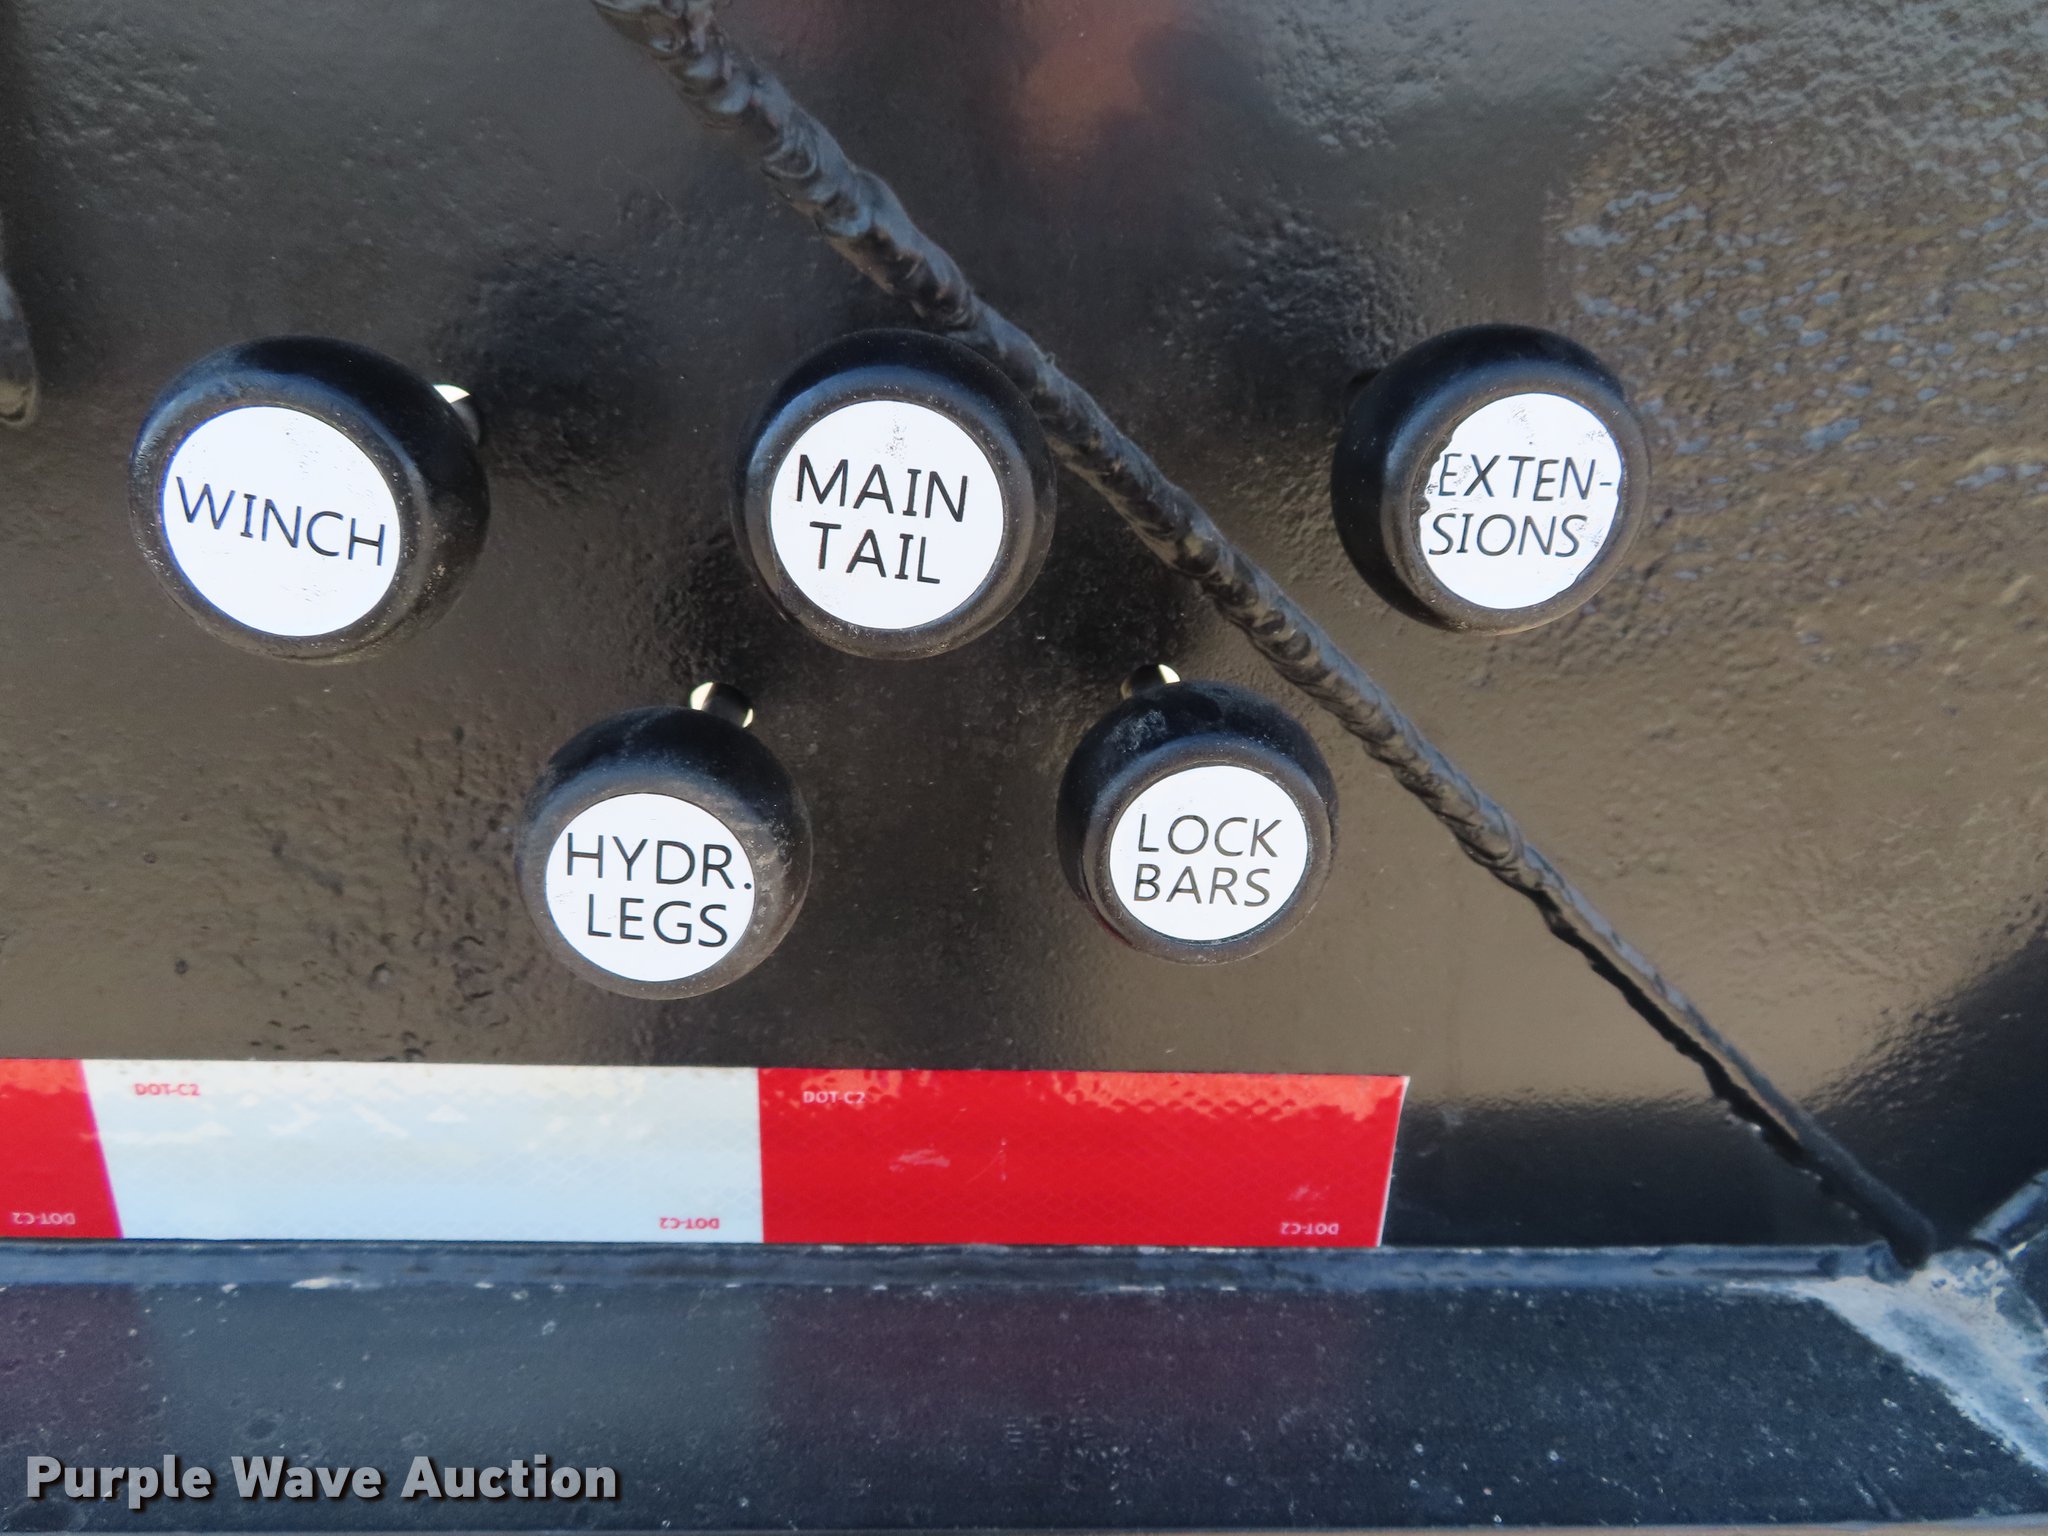 WINCH
MAIN
TAIL
EXTEN-
SIONS
HYDR.
LEGS
LOCK
BARS
DOT-C2
DOT-C2
DOT-C2
DOT-C2
DOT-C2
Purple Wave Auction